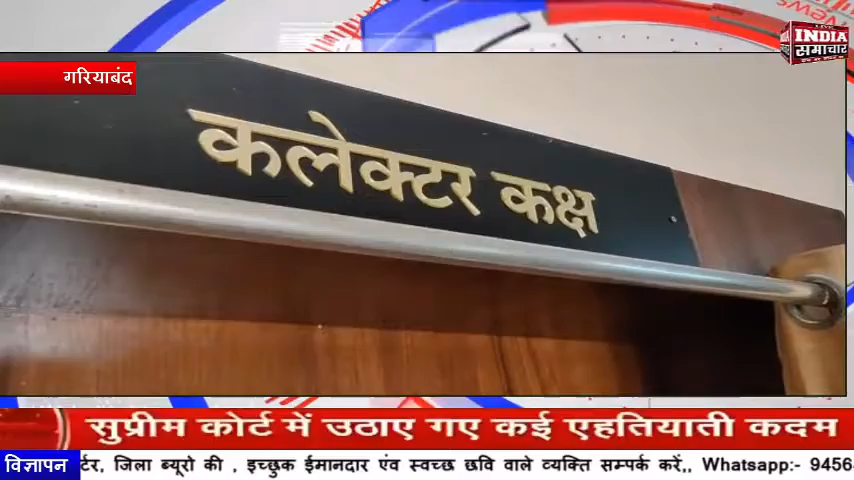 LIVE
INDIA
समाचार
गरियाबंद
कलेक्टर कक्ष
सुप्रीम कोर्ट में उठाए गए कई एहतियाती कदम
विज्ञापन
र्टर, जिला ब्यूरो की , इच्छुक ईमानदार एंव स्वच्छ छवि वाले व्यक्ति सम्पर्क करें,, Whatsapp:- 9456